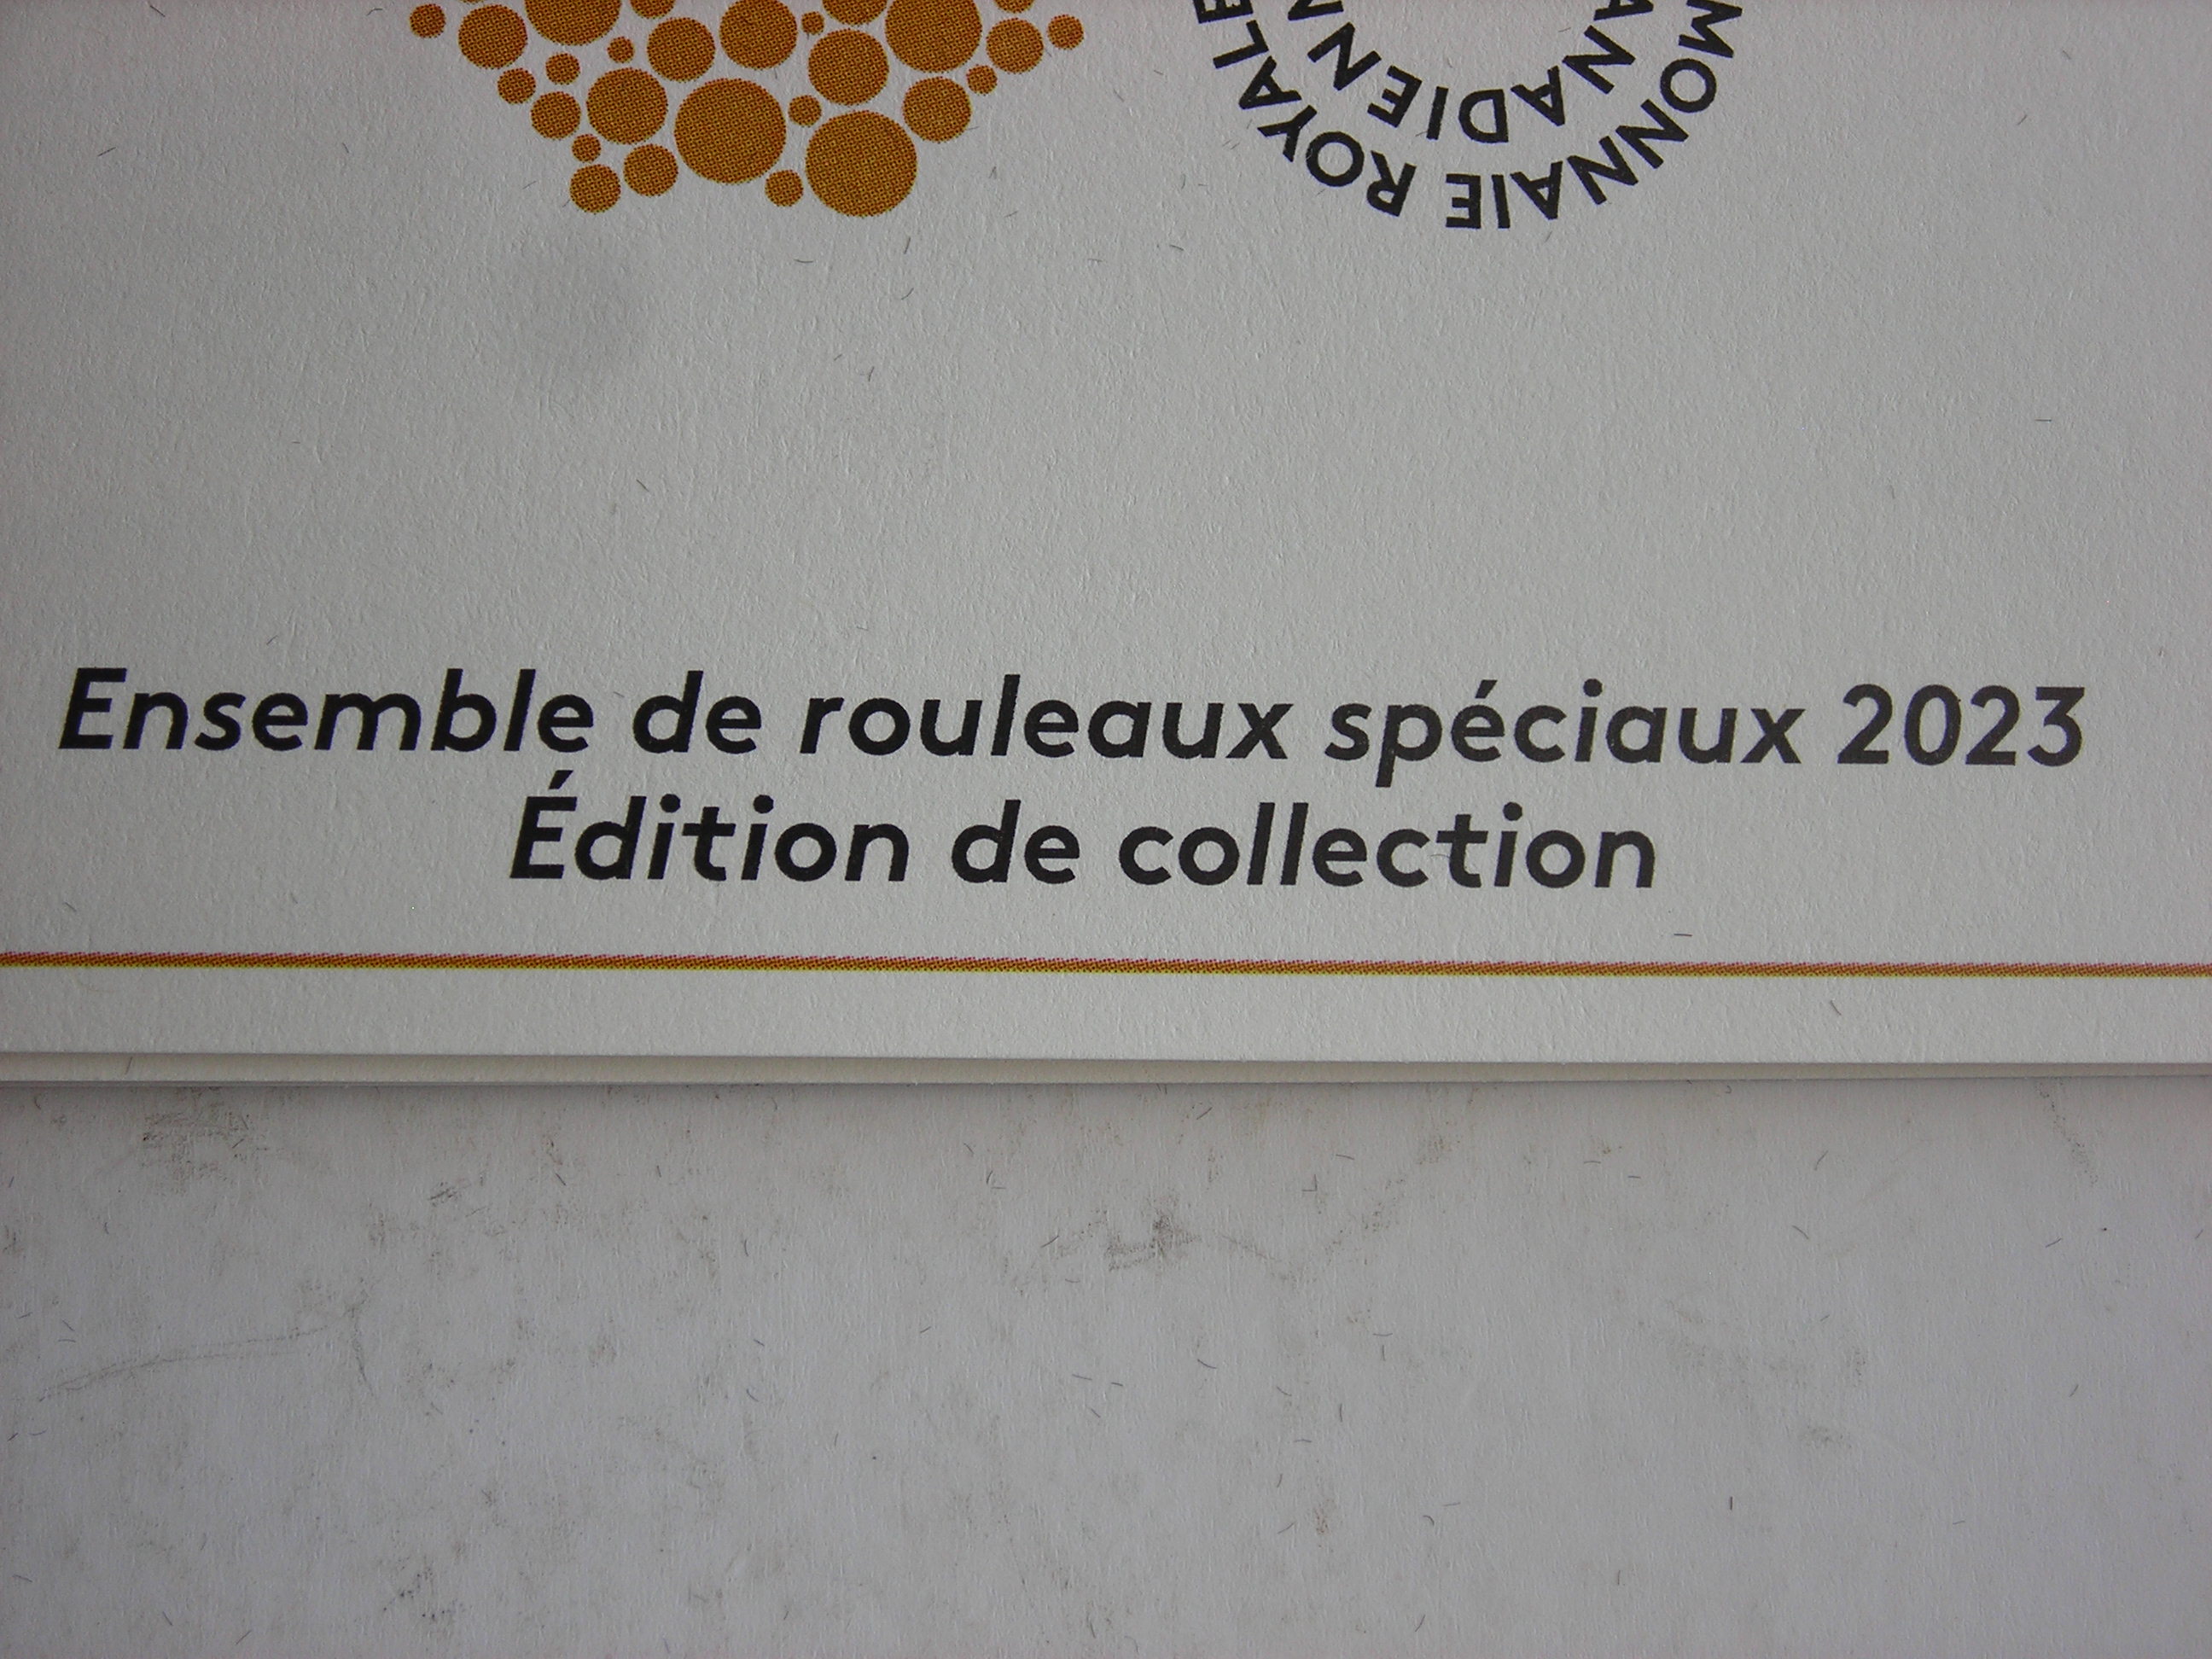 MONNAIE ROYALE
CANADIENNE
Ensemble de rouleaux spéciaux 2023
Édition de collection